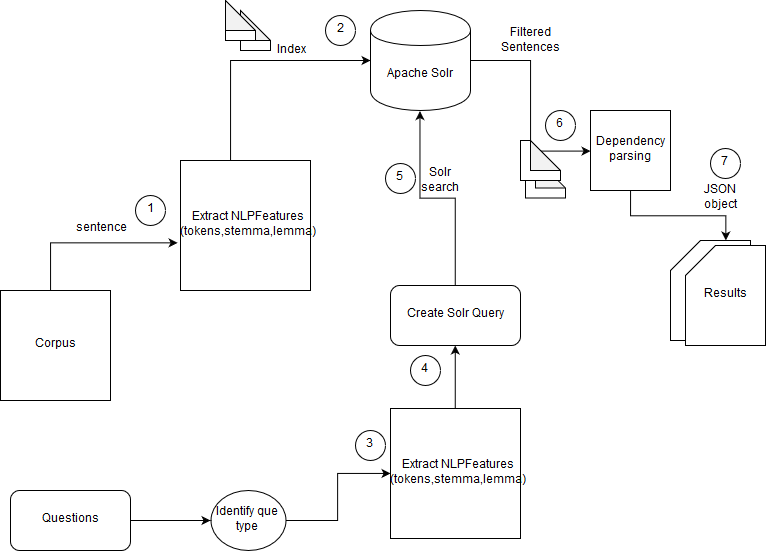 Index
2
Apache Solr
Filtered
Sentences
6
Dependency
parsing
7
JSON
object
Results
5
Solr
search
1
sentence
Extract NLPFeatures
(tokens,stemma,lemma)
Corpus
Create Solr Query
4
3
Extract NLPFeatures
(tokens,stemma,lemma)
Questions
Identify que
type